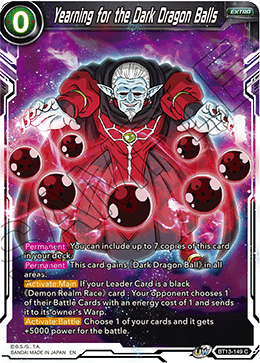 Yearning for the Dark Dragon Balls
EXTRA
0
Permanent You can include up to 7 copies of this card
in your deck.
Permanent This card gains {Dark Dragon Ball} in all
areas.
Activate:Main If your Leader Card is a black
{Demon Realm Race} card : Your opponent chooses 1
of their Battle Cards with an energy cost of 1 and sends
it to its owner's Warp.
Activate:Battle Choose 1 of your cards and it gets
+5000 power for the battle.
©B.S/S., T.A.
BANDAI MADE IN JAPAN EN
BT13-149 C